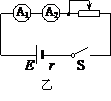 A₁ A₂
E r S
乙